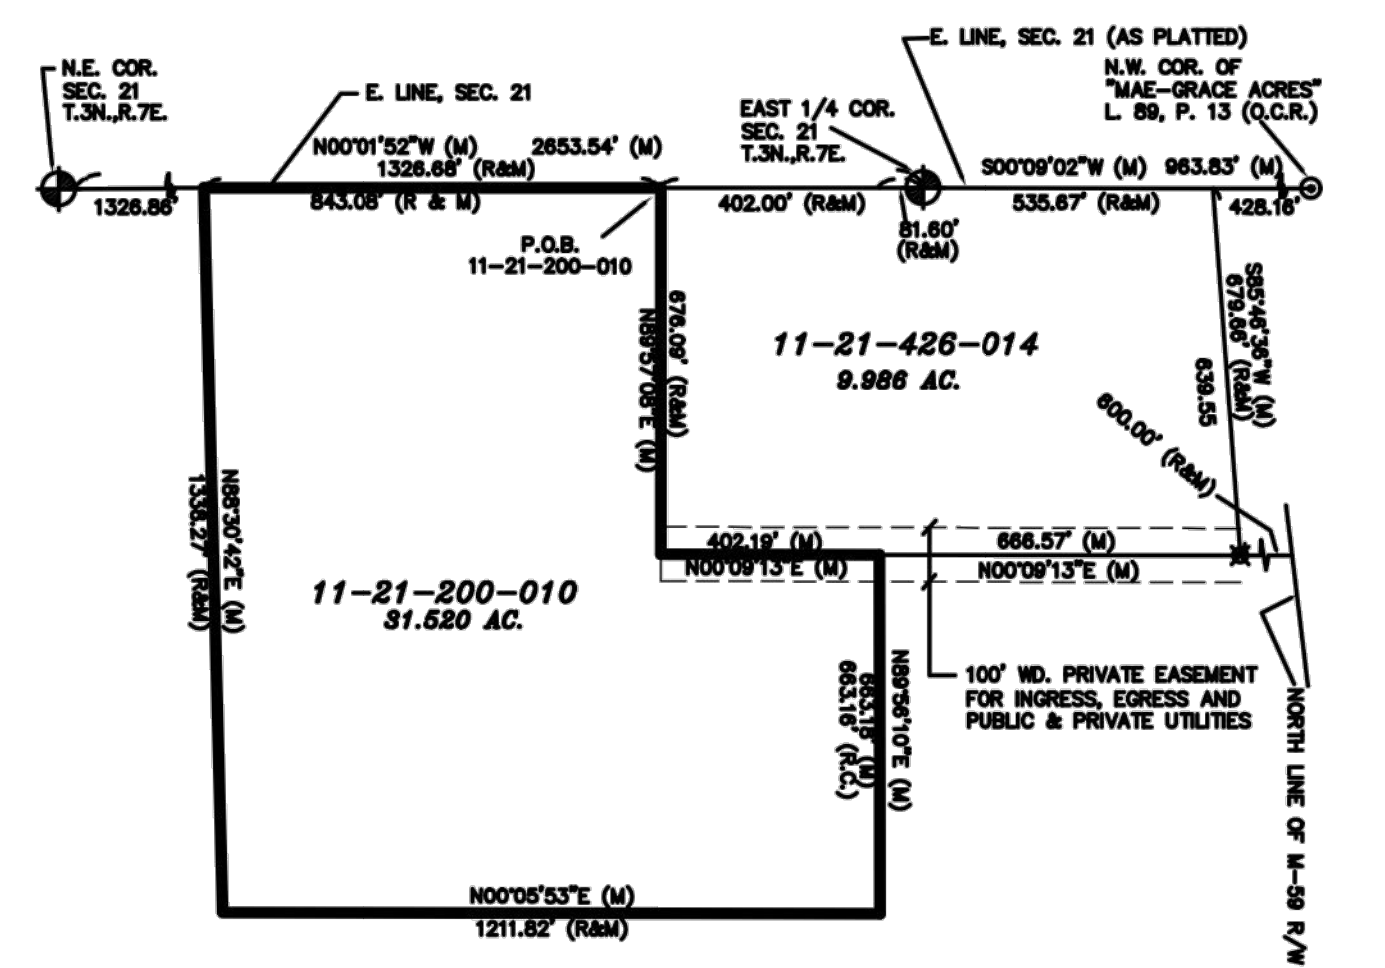 E. LINE, SEC. 21 (AS PLATTED)
N.E. COR.
SEC. 21
T.3N.,R.7E.
E. LINE, SEC. 21
N.W. COR. OF
"MAE-GRACE ACRES"
L. 89, P. 13 (O.C.R.)
EAST 1/4 COR.
SEC. 21
T.3N.,R.7E.
N00°01'52"W (M) 2653.54' (M)
1326.68' (R&M)
S00°09'02"W (M) 963.83' (M)
1326.86'
843.08' (R & M)
402.00' (R&M)
81.60'
(R&M)
535.67' (R&M)
428.16'
P.O.B.
11-21-200-010
676.09' (R&M)
N89°57'08"E (M)
11-21-426-014
9.986 AC.
S85°46'36"W (M)
679.66' (R&M)
639.55
600.00' (R&M)
N88°30'42"E (M)
1338.27' (R&M)
402.19' (M)
N00°09'13"E (M)
666.57' (M)
N00°09'13"E (M)
11-21-200-010
31.520 AC.
N89°56'10"E (M)
663.16' (M)
663.16' (R.C.)
100' WD. PRIVATE EASEMENT
FOR INGRESS, EGRESS AND
PUBLIC & PRIVATE UTILITIES
NORTH LINE OF M-59 R/W
N00°05'53"E (M)
1211.82' (R&M)